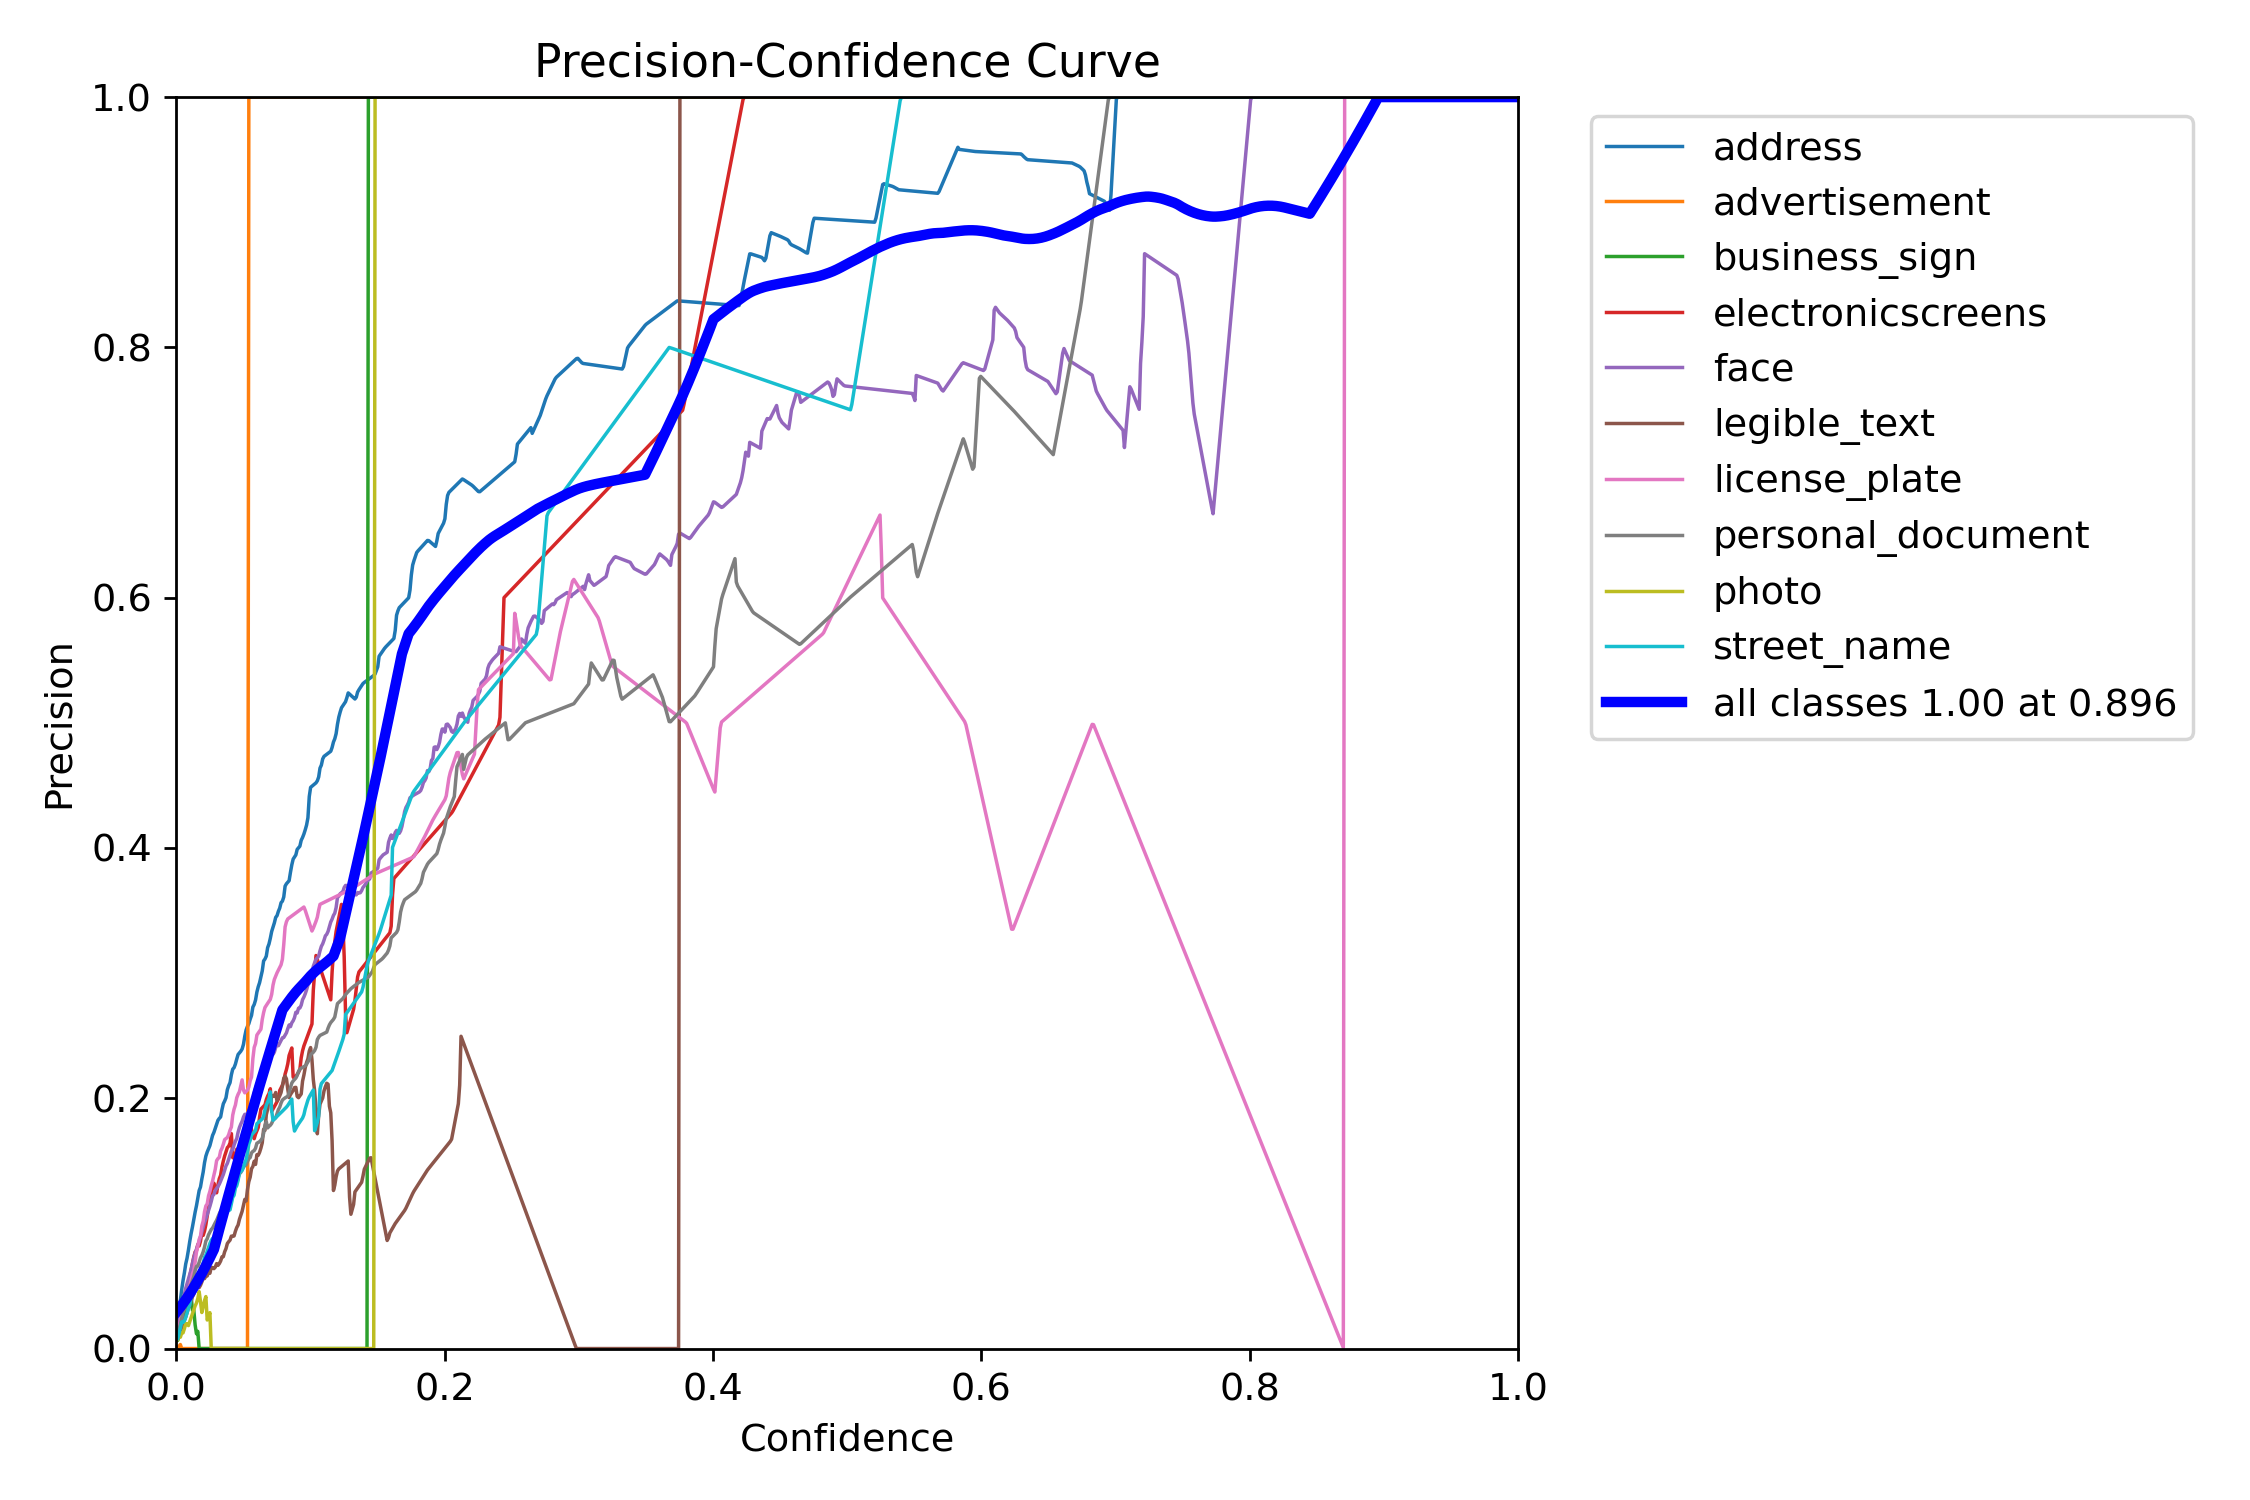 Precision-Confidence Curve
1.0
0.8
0.6
0.4
0.2
0.0
Precision
0.0 0.2 0.4 0.6 0.8 1.0
Confidence
address
advertisement
business_sign
electronicscreens
face
legible_text
license_plate
personal_document
photo
street_name
all classes 1.00 at 0.896